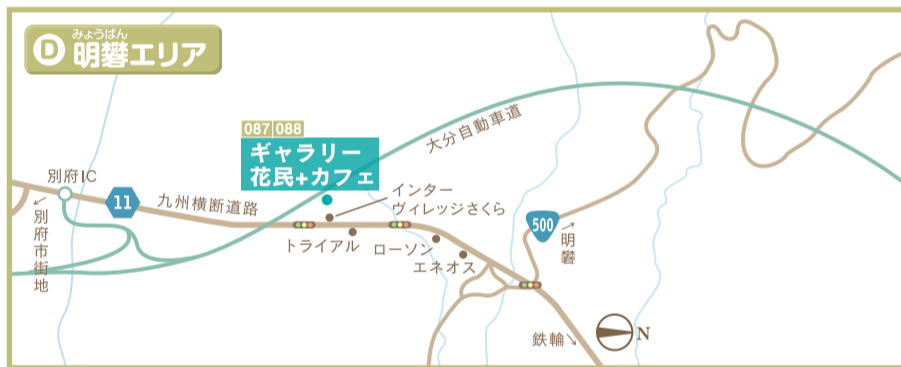 みょうばん
D 明礬エリア
087 088
ギャラリー
花民+カフェ
大分自動車道
別府IC
11
九州横断道路
インター
ヴィレッジさくら
↙別府市街地
トライアル
ローソン
エネオス
500
明礬↗
鉄輪↘
N